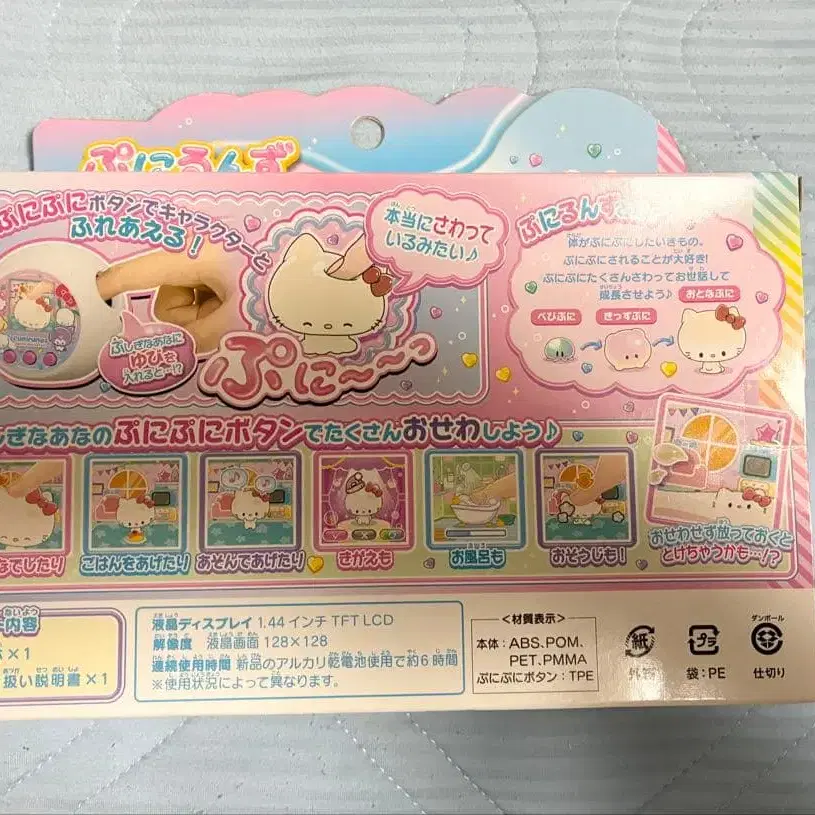 ぷにるんず
ぷにぷにボタンでキャラクターと
ふれあえる!
本当にさわって
いるみたい♪
ふしぎなあなに
ゆびを
入れると…!?
ぷに〜〜〜っ
ぷにるんず
体がぷにぷにしたいきもの。
ぷにぷにされることが大好き!
ぷにぷにたくさんさわってお世話して
成長させよう♪
おとなぷに
べびぷに
きっずぷに
しぎなあなのぷにぷにボタンでたくさんおせわしよう♪
なでしたり
ごはんをあげたり
あそんであげたり
きがえも
お風呂も
おそうじも!
おせわせず放っておくと
とけちゃうかも…!?
内容
×1
扱い説明書×1
液晶ディスプレイ 1.44インチ TFT LCD
解像度 液晶画面 128×128
連続使用時間 新品のアルカリ乾電池使用で約6時間
※使用状況によって異なります。
<材質表示>
本体:ABS.POM.
PET.PMMA
ぷにぷにボタン:TPE
紙
外箱
プラ
袋:PE
ダンボール
仕切り